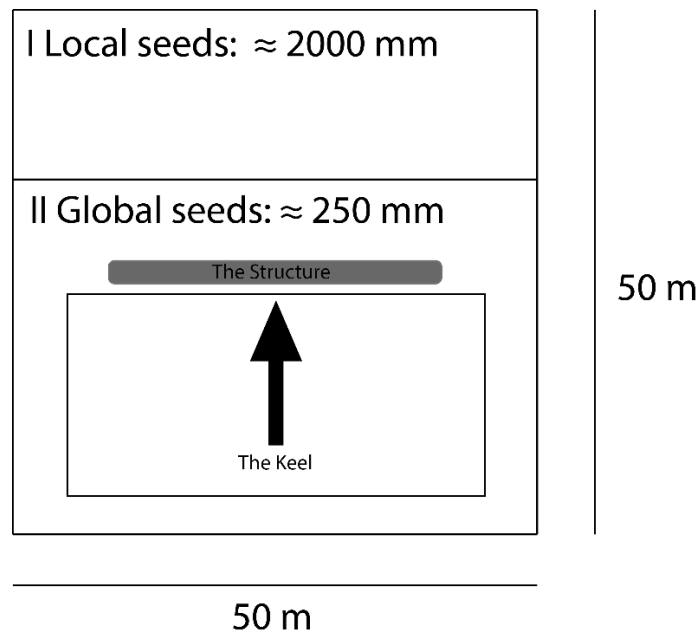 I Local seeds: ≈ 2000 mm
II Global seeds: ≈ 250 mm
The Structure
50 m
The Keel
50 m